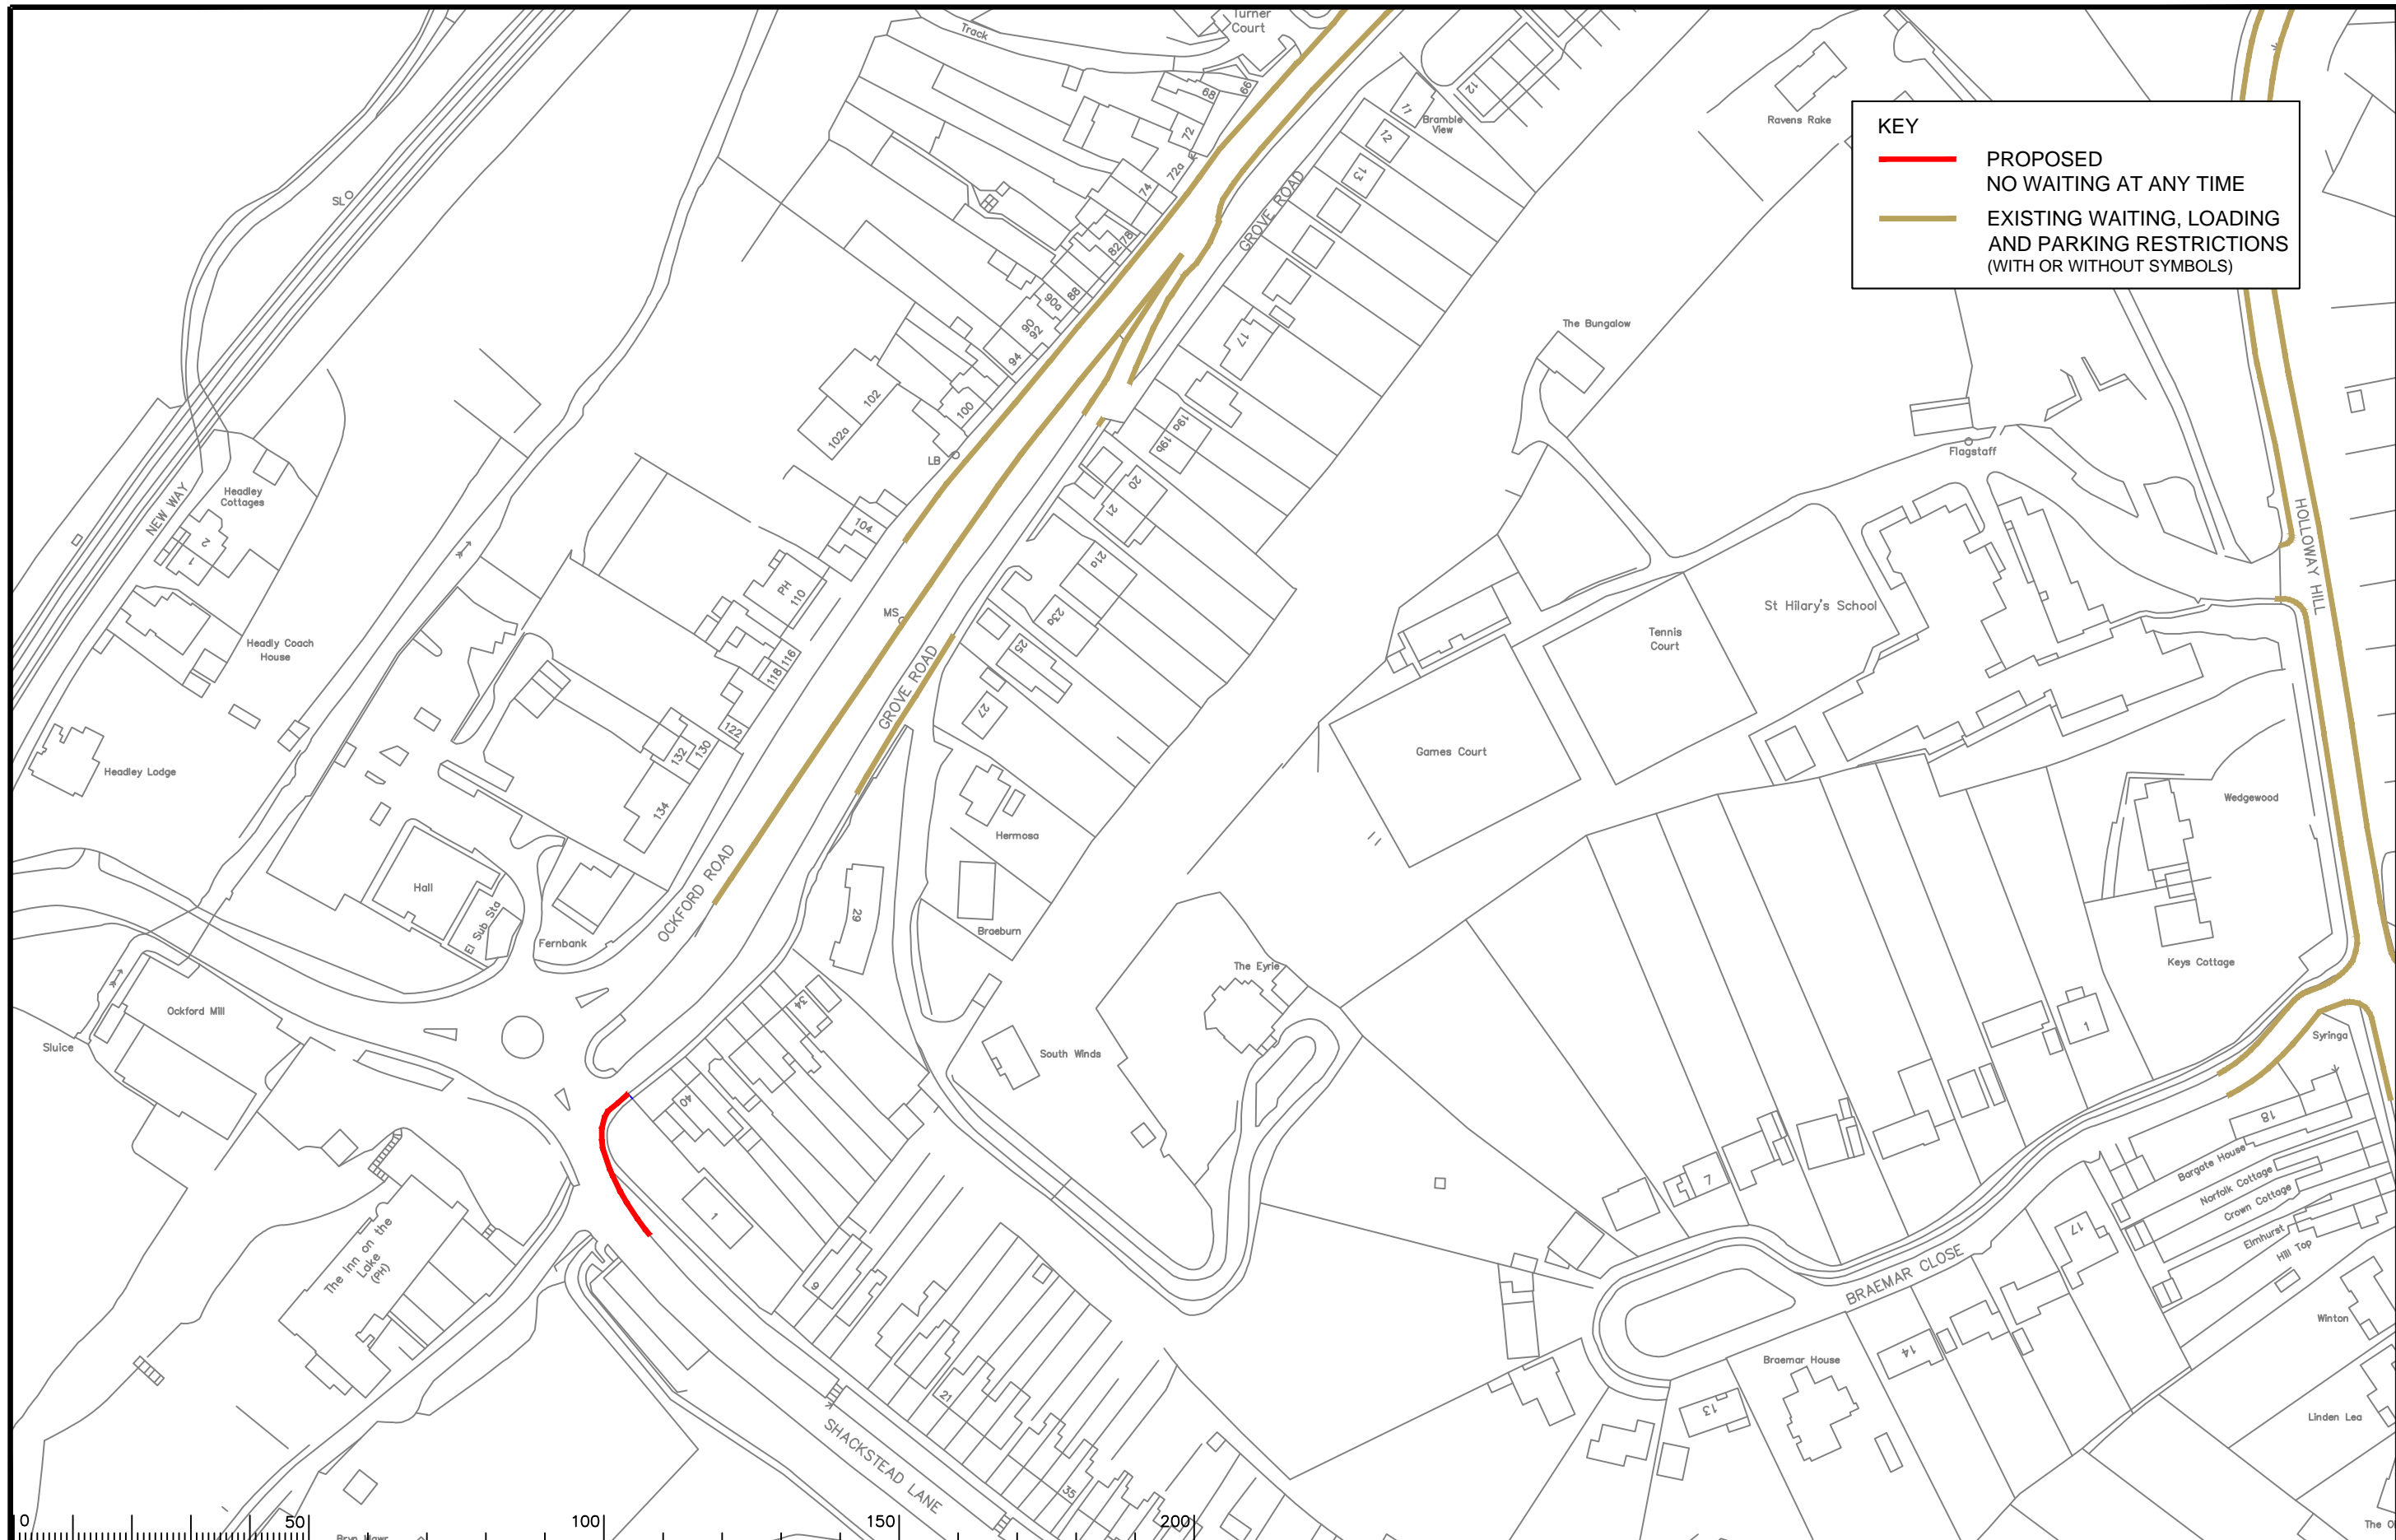 Turner
Court
Track
68
66
72
72a
74
78
82
88
90a
90
92
94
100
102
102a
LB
104
PH
110
116
118
122
130
132
134
MS
SL
11
Bramble
View
12
12
13
GROVE ROAD
17
19a
19b
20
21
21a
23a
25
27
GROVE ROAD
OCKFORD ROAD
Ravens Rake
KEY
PROPOSED
NO WAITING AT ANY TIME
EXISTING WAITING, LOADING
AND PARKING RESTRICTIONS
(WITH OR WITHOUT SYMBOLS)
The Bungalow
Flagstaff
HOLLOWAY HILL
St Hilary's School
Tennis
Court
Games Court
Wedgewood
Keys Cottage
Syringa
NEW WAY
Headley
Cottages
2
1
Headly Coach
House
Headley Lodge
Hall
El Sub Sta
Fernbank
Ockford Mill
Sluice
Hermosa
Braeburn
29
34
South Winds
The Eyrie
40
1
9
21
35
SHACKSTEAD LANE
The Inn on the
Lake
(PH)
1
7
18
Bargate House
Norfolk Cottage
Crown Cottage
Elmhurst
Hill Top
17
BRAEMAR CLOSE
14
Braemar House
13
Winton
Linden Lea
The O
Bryn Mawr
0
50
100
150
200